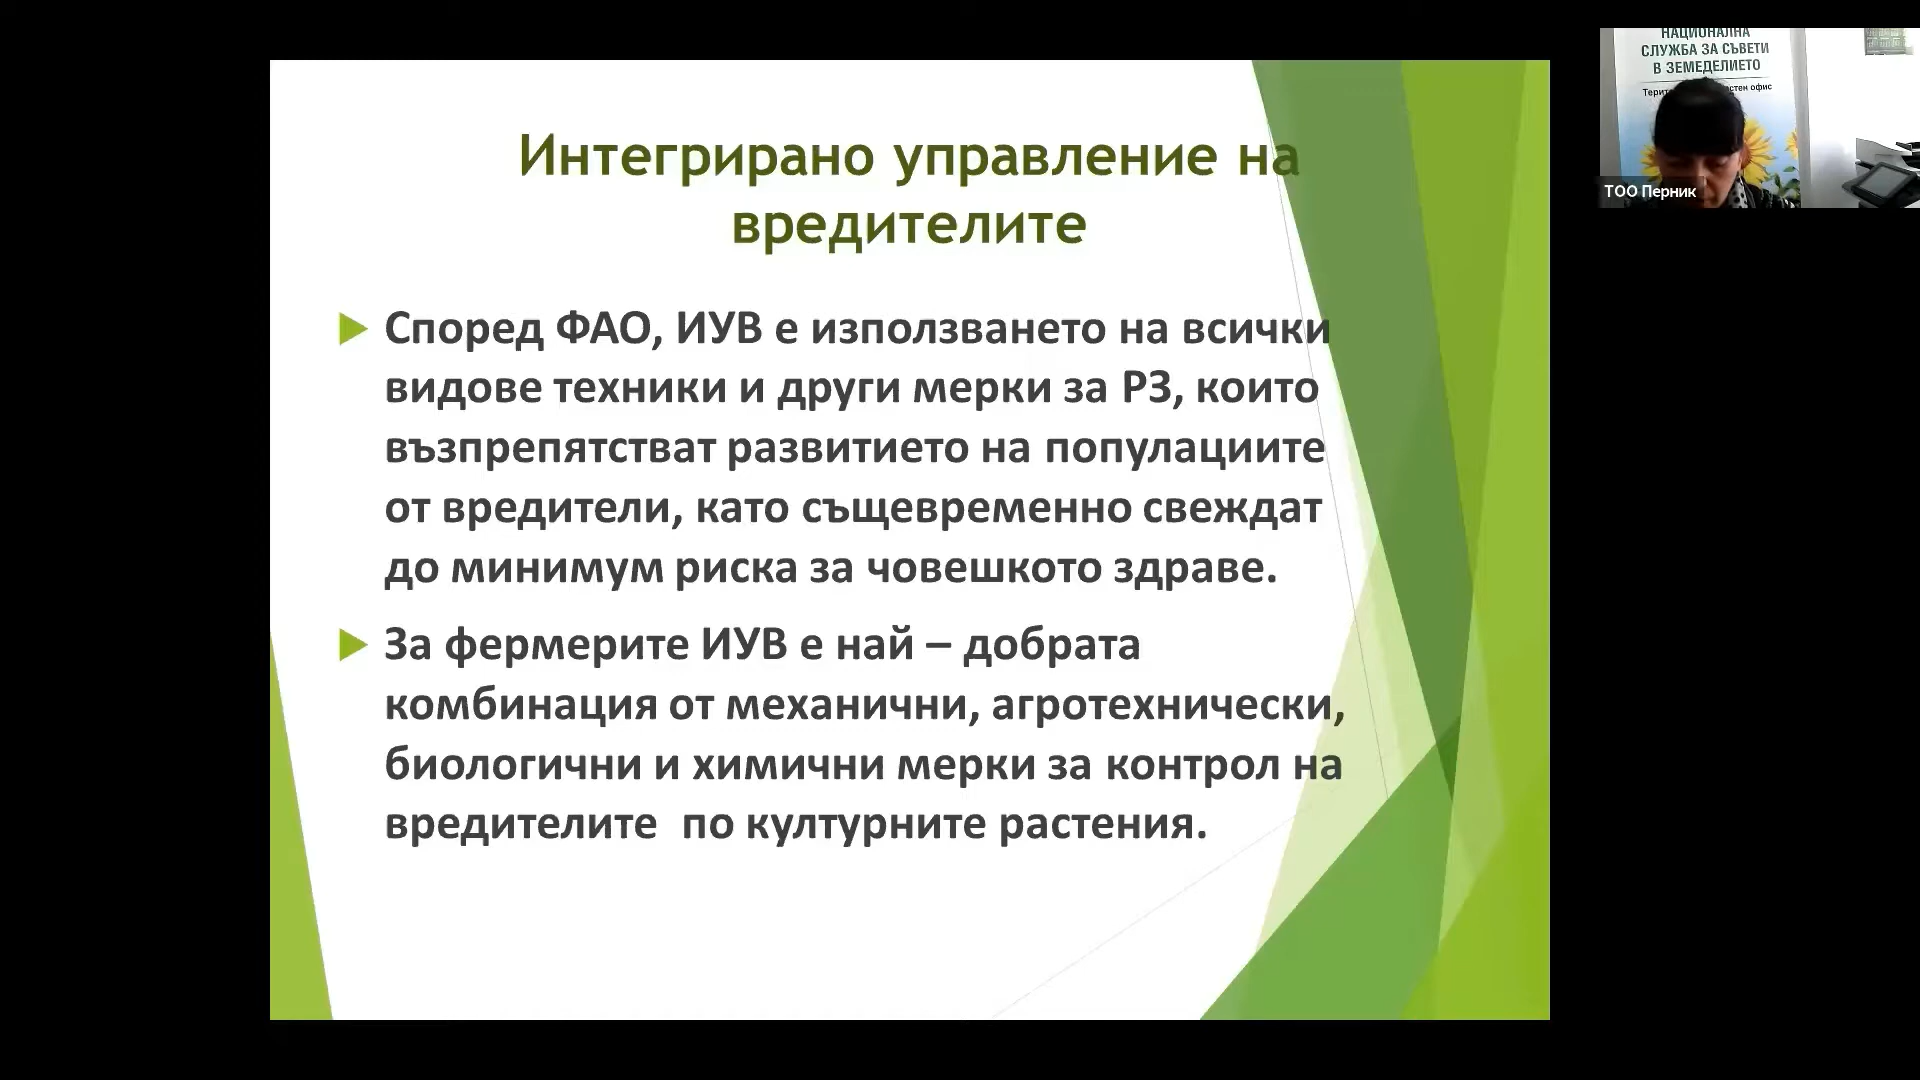 Интегрирано управление на
вредителите
Според ФАО, ИУВ е използването на всички
видове техники и други мерки за РЗ, които
възпрепятстват развитието на популациите
от вредители, като същевременно свеждат
до минимум риска за човешкото здраве.
За фермерите ИУВ е най – добрата
комбинация от механични, агротехнически,
биологични и химични мерки за контрол на
вредителите  по културните растения.
НАЦИОНАЛНА
СЛУЖБА ЗА СЪВЕТИ
В ЗЕМЕДЕЛИЕТО
офис
ТОО Перник